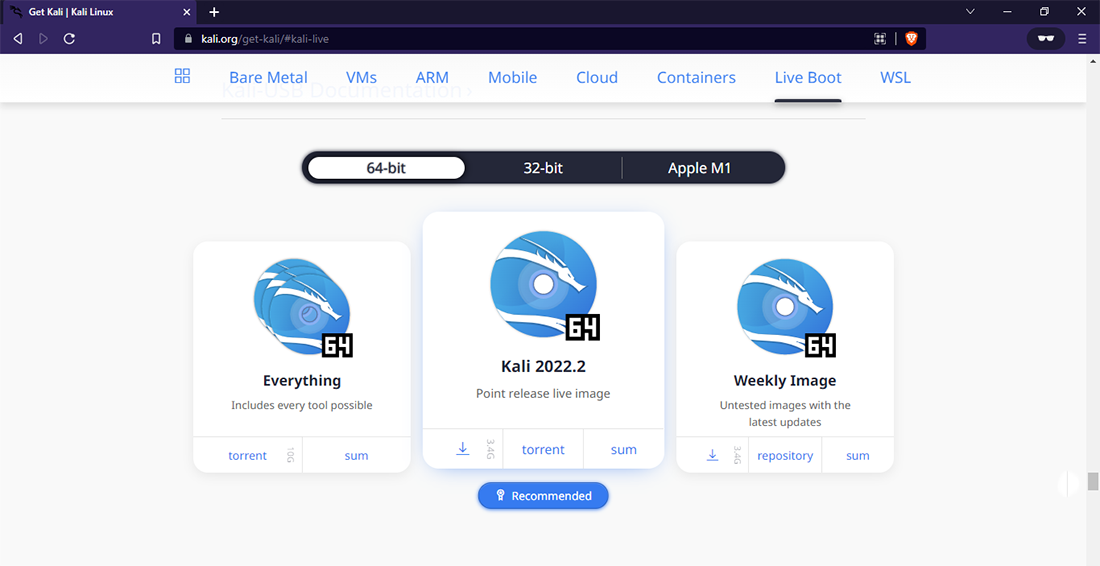 Get Kali | Kali Linux
kali.org/get-kali/#kali-live
Bare Metal VMs ARM Mobile Cloud Containers Live Boot WSL
Kali-USB Documentation ›
64-bit 32-bit Apple M1
64
Everything
Includes every tool possible
torrent 10G sum
64
Kali 2022.2
Point release live image
3.4G torrent sum
Recommended
64
Weekly Image
Untested images with the
latest updates
3.4G repository sum